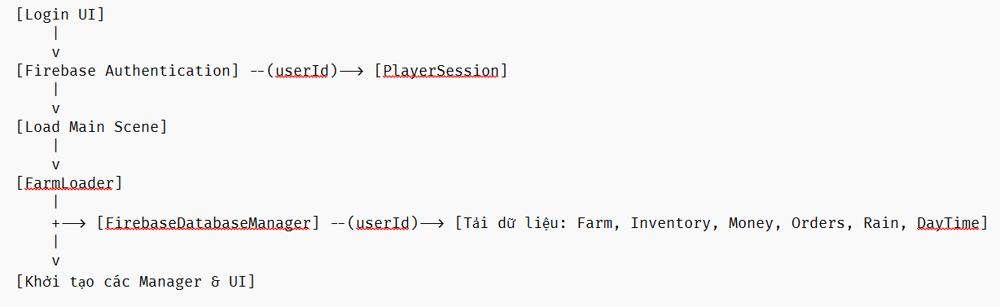 [Login UI]
|
v
[Firebase Authentication] --(userId)--> [PlayerSession]
|
v
[Load Main Scene]
|
v
[FarmLoader]
|
+--> [FirebaseDatabaseManager] --(userId)--> [Tải dữ liệu: Farm, Inventory, Money, Orders, Rain, DayTime]
|
v
[Khởi tạo các Manager & UI]